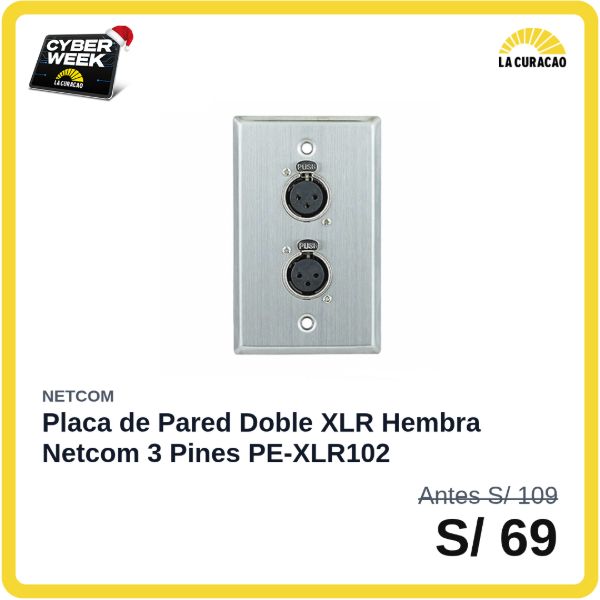 CYBER
WEEK
LA CURACAO
LA CURACAO
PUSH
PUSH
NETCOM
Placa de Pared Doble XLR Hembra
Netcom 3 Pines PE-XLR102
Antes S/ 109
S/ 69